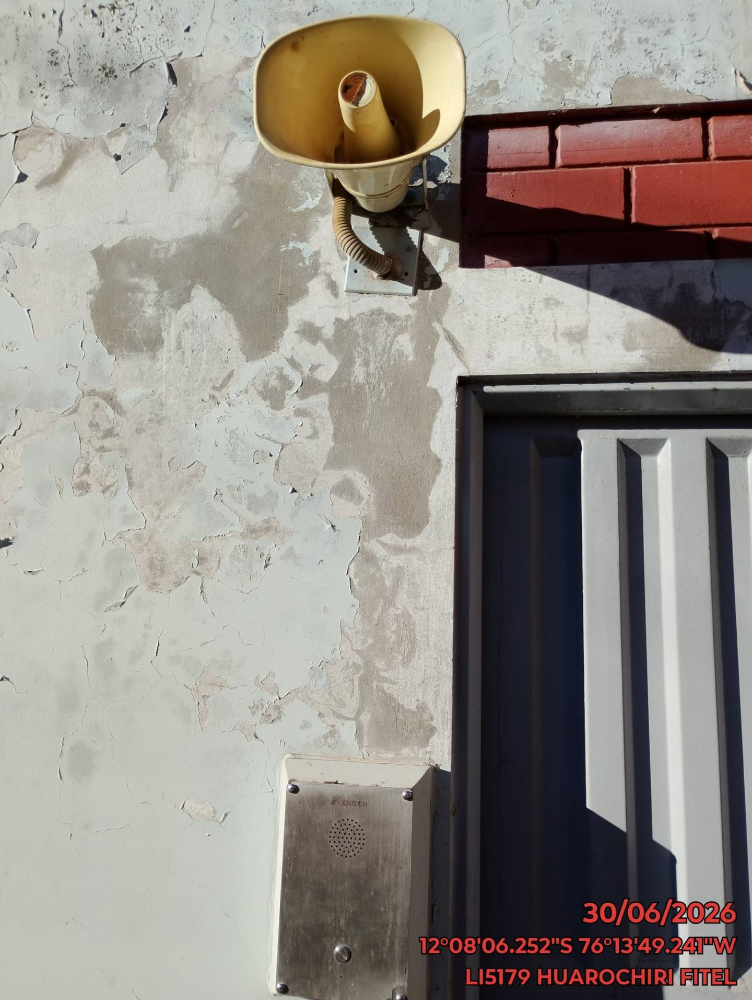 KNTECH
30/06/2026
12°08'06.252"S 76°13'49.241"W
LI5179 HUAROCHIRI FITEL